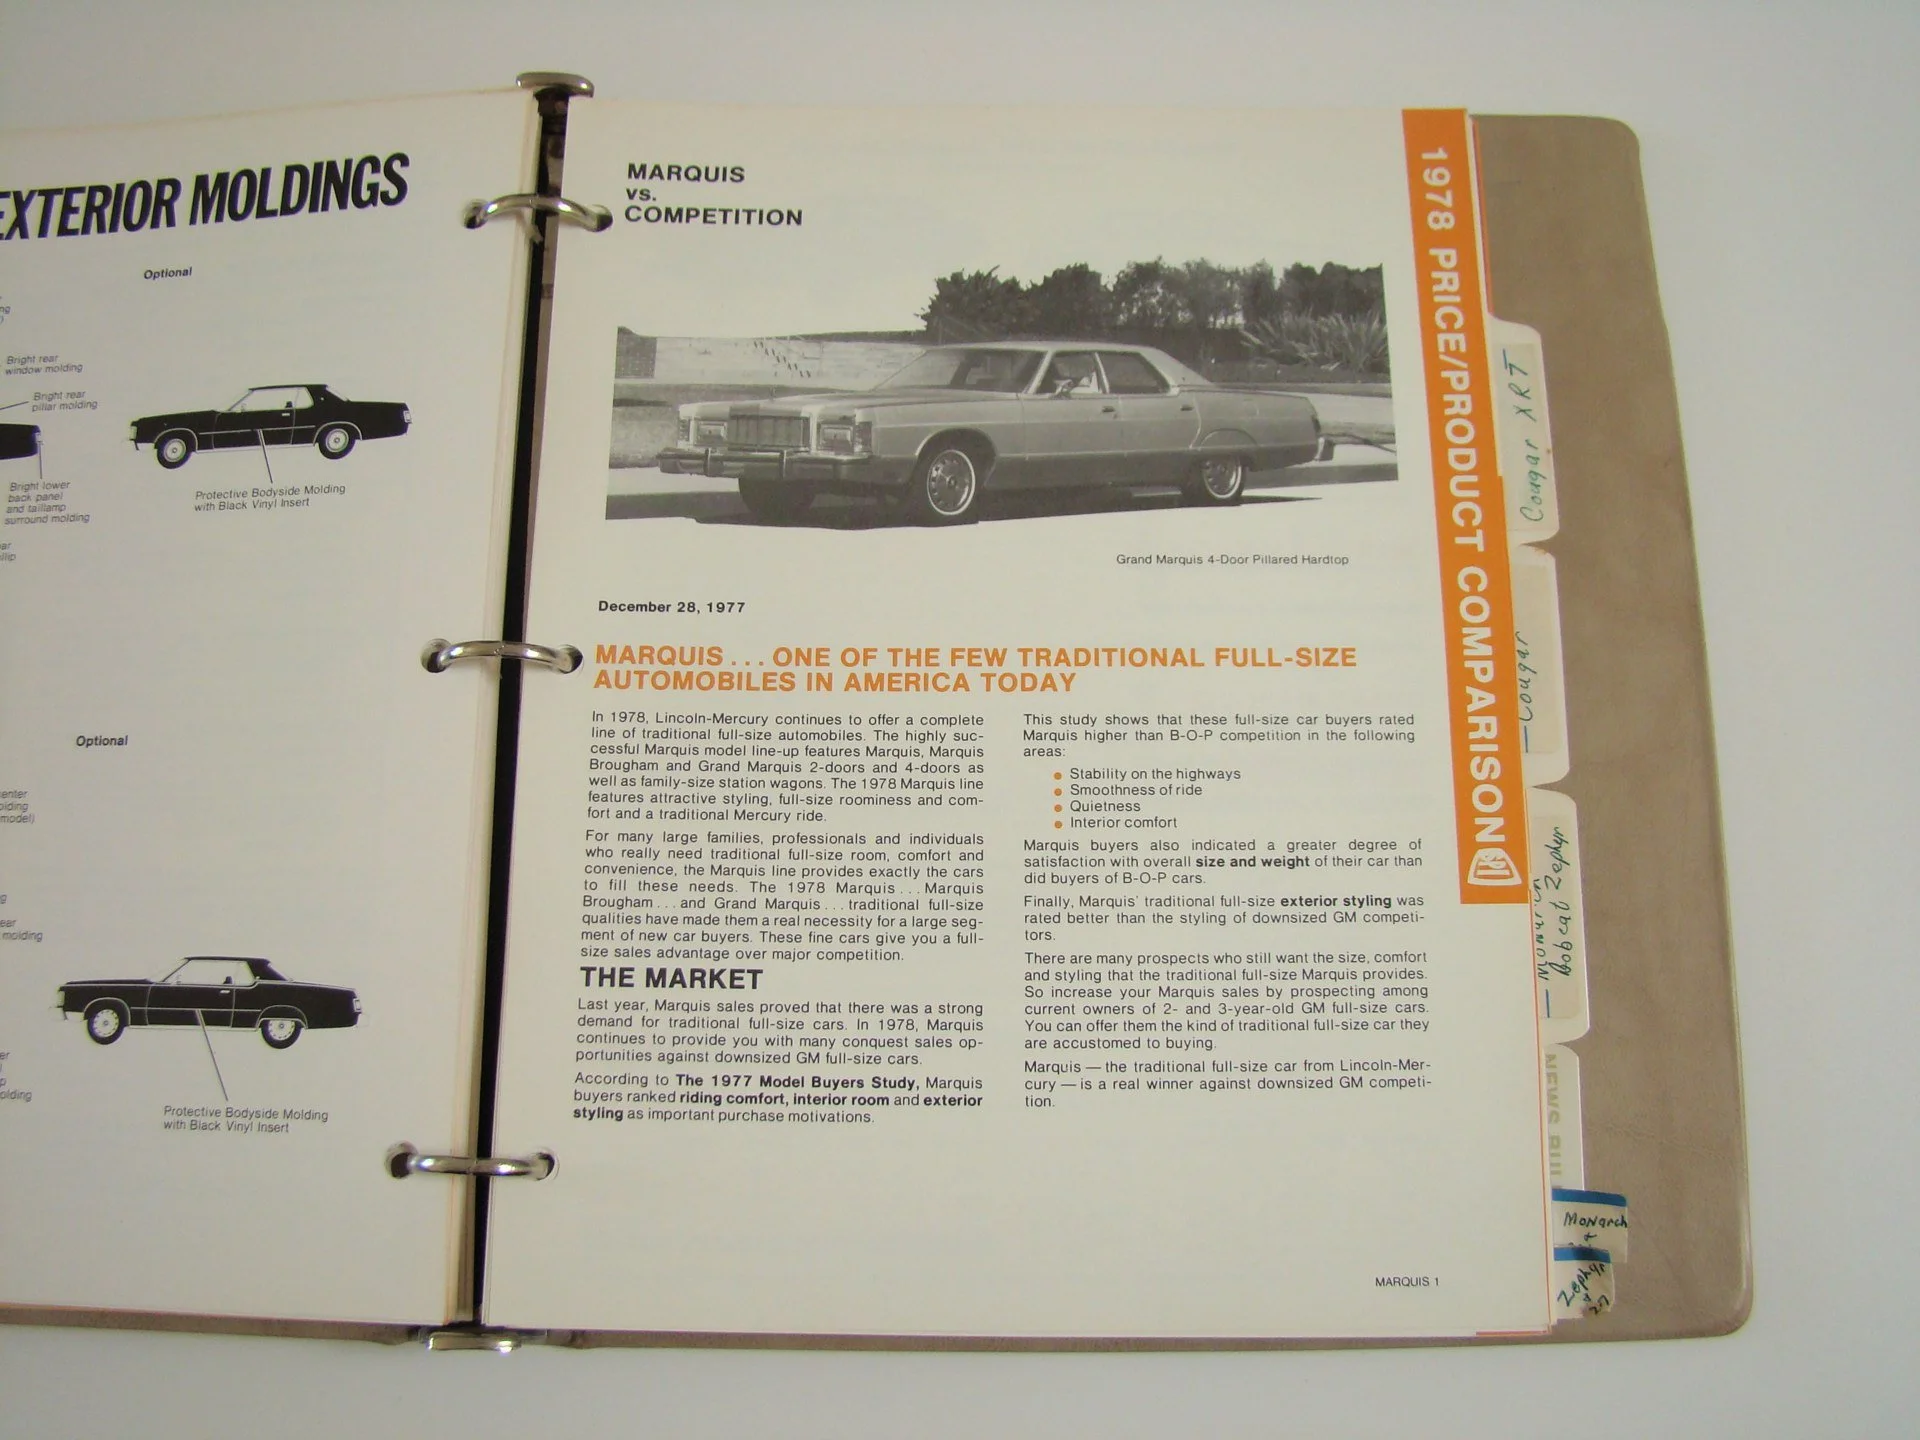 EXTERIOR MOLDINGS
Optional
Bright rear
window molding
Bright rear
pillar molding
Bright lower
back panel
and taillamp
surround molding
Protective Bodyside Molding
with Black Vinyl Insert
Optional
model)
molding
Protective Bodyside Molding
with Black Vinyl Insert
MARQUIS
vs.
COMPETITION
Grand Marquis 4-Door Pillared Hardtop
December 28, 1977
MARQUIS . . . ONE OF THE FEW TRADITIONAL FULL-SIZE
AUTOMOBILES IN AMERICA TODAY
In 1978, Lincoln-Mercury continues to offer a complete
line of traditional full-size automobiles. The highly suc-
cessful Marquis model line-up features Marquis, Marquis
Brougham and Grand Marquis 2-doors and 4-doors as
well as family-size station wagons. The 1978 Marquis line
features attractive styling, full-size roominess and com-
fort and a traditional Mercury ride.
For many large families, professionals and individuals
who really need traditional full-size room, comfort and
convenience, the Marquis line provides exactly the cars
to fill these needs. The 1978 Marquis . . . Marquis
Brougham . . . and Grand Marquis . . . traditional full-size
qualities have made them a real necessity for a large seg-
ment of new car buyers. These fine cars give you a full-
size sales advantage over major competition.
THE MARKET
Last year, Marquis sales proved that there was a strong
demand for traditional full-size cars. In 1978, Marquis
continues to provide you with many conquest sales op-
portunities against downsized GM full-size cars.
According to The 1977 Model Buyers Study, Marquis
buyers ranked riding comfort, interior room and exterior
styling as important purchase motivations.
This study shows that these full-size car buyers rated
Marquis higher than B-O-P competition in the following
areas:
• Stability on the highways
• Smoothness of ride
• Quietness
• Interior comfort
Marquis buyers also indicated a greater degree of
satisfaction with overall size and weight of their car than
did buyers of B-O-P cars.
Finally, Marquis' traditional full-size exterior styling was
rated better than the styling of downsized GM competi-
tors.
There are many prospects who still want the size, comfort
and styling that the traditional full-size Marquis provides.
So increase your Marquis sales by prospecting among
current owners of 2- and 3-year-old GM full-size cars.
You can offer them the kind of traditional full-size car they
are accustomed to buying.
Marquis — the traditional full-size car from Lincoln-Mer-
cury — is a real winner against downsized GM competi-
tion.
MARQUIS 1
1978 PRICE/PRODUCT COMPARISON
Cougar XR7
Cougar
Bobcat Zephyr
NEWS
Monarch
Zephyr